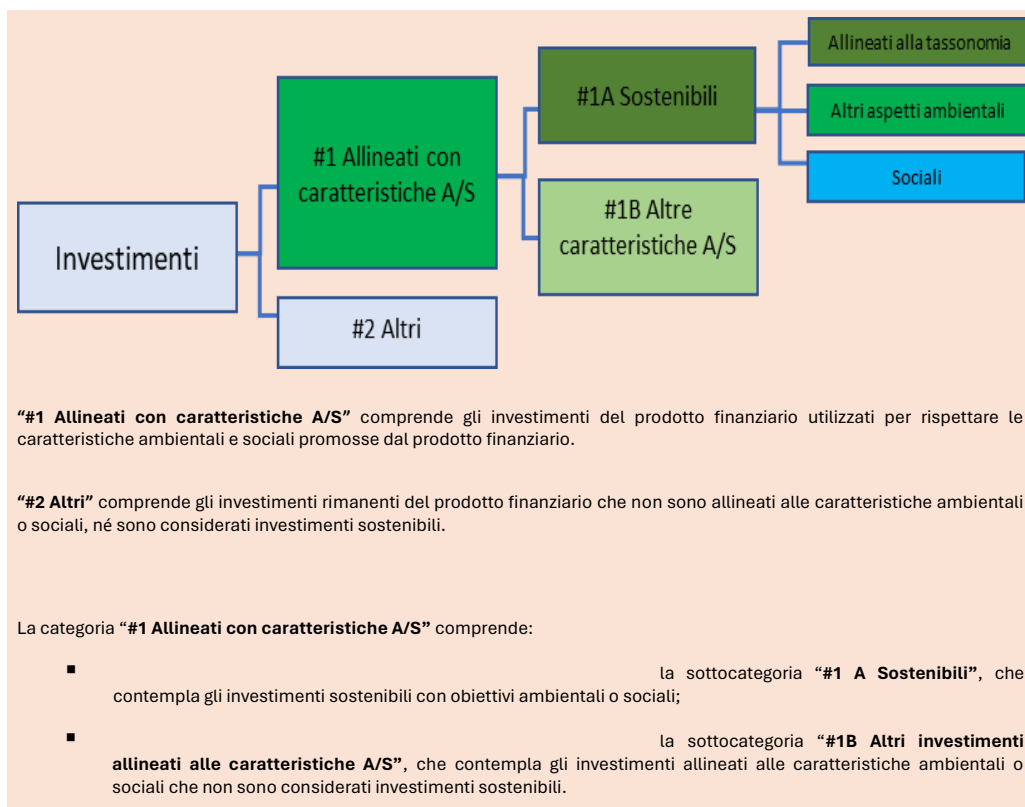 Allineati alla tassonomia
#1A Sostenibili
Altri aspetti ambientali
#1 Allineati con
caratteristiche A/S
Sociali
#1B Altre
caratteristiche A/S
Investimenti
#2 Altri
“#1 Allineati con caratteristiche A/S” comprende gli investimenti del prodotto finanziario utilizzati per rispettare le
caratteristiche ambientali e sociali promosse dal prodotto finanziario.
“#2 Altri” comprende gli investimenti rimanenti del prodotto finanziario che non sono allineati alle caratteristiche ambientali
o sociali, né sono considerati investimenti sostenibili.
La categoria “#1 Allineati con caratteristiche A/S” comprende:
▪ la sottocategoria “#1 A Sostenibili”, che
contempla gli investimenti sostenibili con obiettivi ambientali o sociali;
▪ la sottocategoria “#1B Altri investimenti
allineati alle caratteristiche A/S”, che contempla gli investimenti allineati alle caratteristiche ambientali o
sociali che non sono considerati investimenti sostenibili.